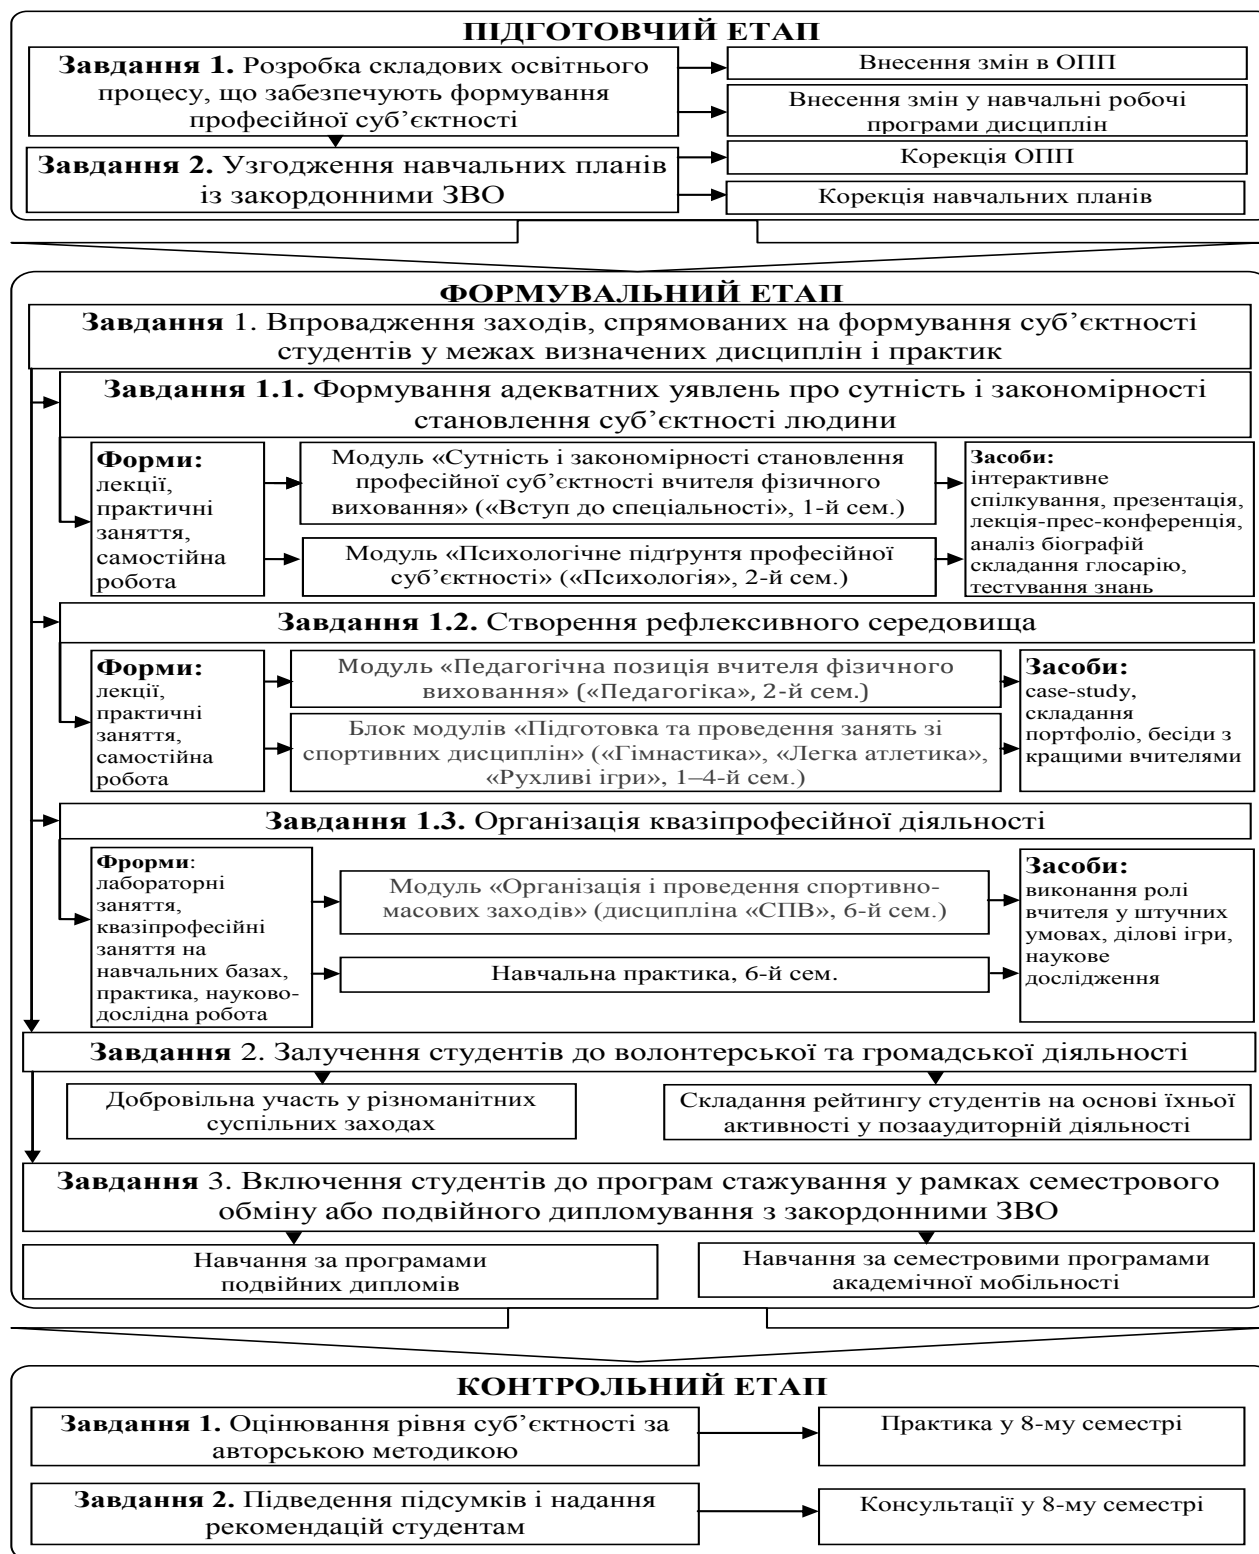 ПІДГОТОВЧИЙ ЕТАП
Завдання 1. Розробка складових освітнього
процесу, що забезпечують формування
професійної суб’єктності
Внесення змін в ОПП
Внесення змін у навчальні робочі
програми дисциплін
Завдання 2. Узгодження навчальних планів
із закордонними ЗВО
Корекція ОПП
Корекція навчальних планів
ФОРМУВАЛЬНИЙ ЕТАП
Завдання 1. Впровадження заходів, спрямованих на формування суб’єктності
студентів у межах визначених дисциплін і практик
Завдання 1.1. Формування адекватних уявлень про сутність і закономірності
становлення суб’єктності людини
Форми:
лекції,
практичні
заняття,
самостійна
робота
Модуль «Сутність і закономірності становлення
професійної суб’єктності вчителя фізичного
виховання» («Вступ до спеціальності», 1-й сем.)
Модуль «Психологічне підґрунтя професійної
суб’єктності» («Психологія», 2-й сем.)
Засоби:
інтерактивне
спілкування, презентація,
лекція-прес-конференція,
аналіз біографій
складання глосарію,
тестування знань
Завдання 1.2. Створення рефлексивного середовища
Форми:
лекції,
практичні
заняття,
самостійна
робота
Модуль «Педагогічна позиція вчителя фізичного
виховання» («Педагогіка», 2-й сем.)
Блок модулів «Підготовка та проведення занять зі
спортивних дисциплін» («Гімнастика», «Легка атлетика»,
«Рухливі ігри», 1–4-й сем.)
Засоби:
case-study,
складання
портфоліо, бесіди з
кращими вчителями
Завдання 1.3. Організація квазіпрофесійної діяльності
Фрорми:
лабораторні
заняття,
квазіпрофесійні
заняття на
навчальних базах,
практика, науково-
дослідна робота
Модуль «Організація і проведення спортивно-
масових заходів» (дисципліна «СПВ», 6-й сем.)
Навчальна практика, 6-й сем.
Засоби:
виконання ролі
вчителя у штучних
умовах, ділові ігри,
наукове
дослідження
Завдання 2. Залучення студентів до волонтерської та громадської діяльності
Добровільна участь у різноманітних
суспільних заходах
Складання рейтингу студентів на основі їхньої
активності у позааудиторній діяльності
Завдання 3. Включення студентів до програм стажування у рамках семестрового
обміну або подвійного дипломування з закордонними ЗВО
Навчання за програмами
подвійних дипломів
Навчання за семестровими програмами
академічної мобільності
КОНТРОЛЬНИЙ ЕТАП
Завдання 1. Оцінювання рівня суб’єктності за
авторською методикою
Практика у 8-му семестрі
Завдання 2. Підведення підсумків і надання
рекомендацій студентам
Консультації у 8-му семестрі